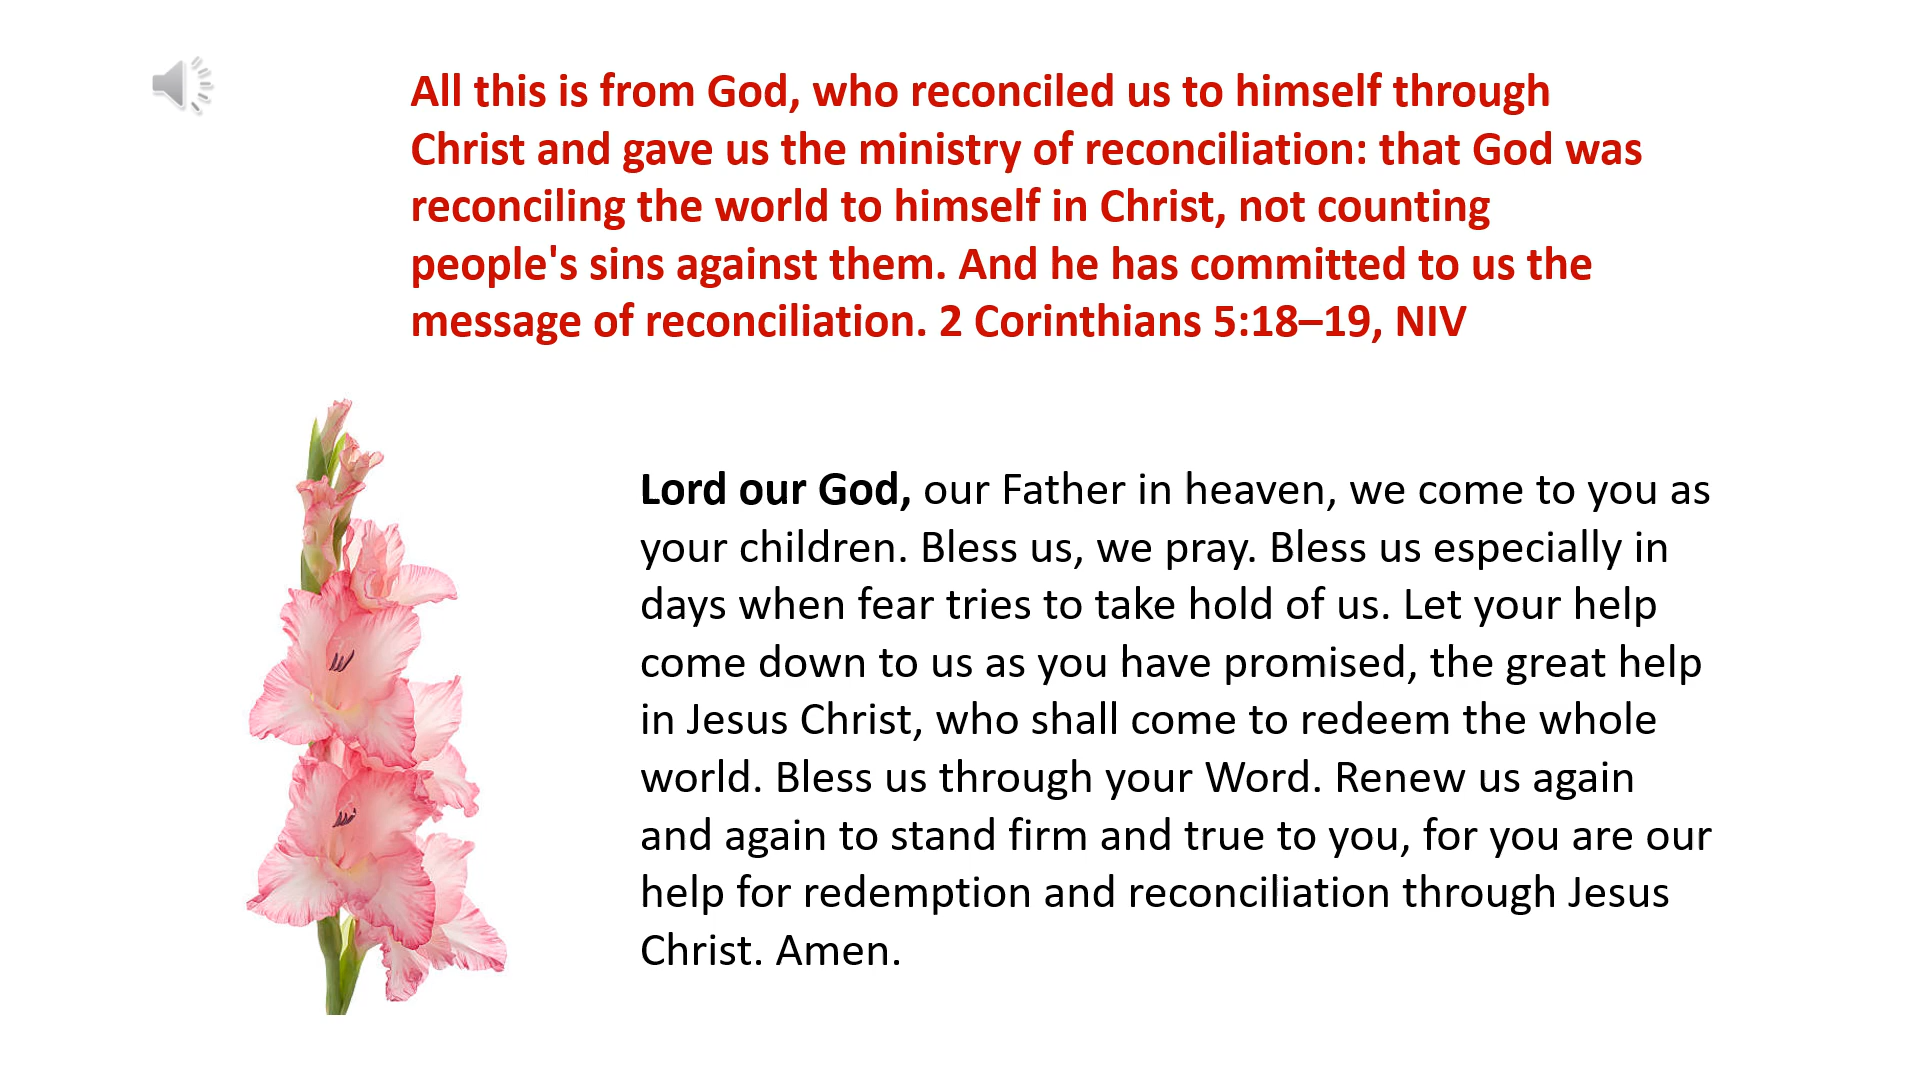 All this is from God, who reconciled us to himself through
Christ and gave us the ministry of reconciliation: that God was
reconciling the world to himself in Christ, not counting
people's sins against them. And he has committed to us the
message of reconciliation. 2 Corinthians 5:18–19, NIV
Lord our God, our Father in heaven, we come to you as
your children. Bless us, we pray. Bless us especially in
days when fear tries to take hold of us. Let your help
come down to us as you have promised, the great help
in Jesus Christ, who shall come to redeem the whole
world. Bless us through your Word. Renew us again
and again to stand firm and true to you, for you are our
help for redemption and reconciliation through Jesus
Christ. Amen.